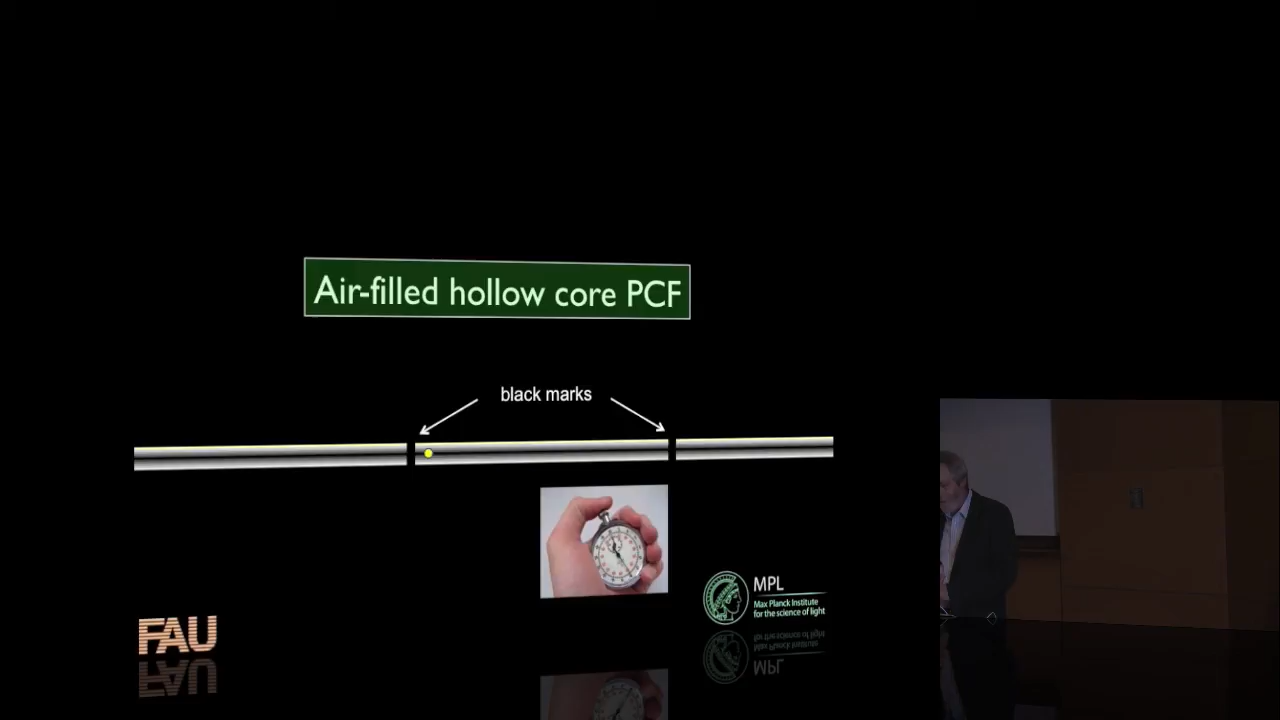 Air-filled hollow core PCF
black marks
MPL
Max Planck Institute
for the science of light
FAU